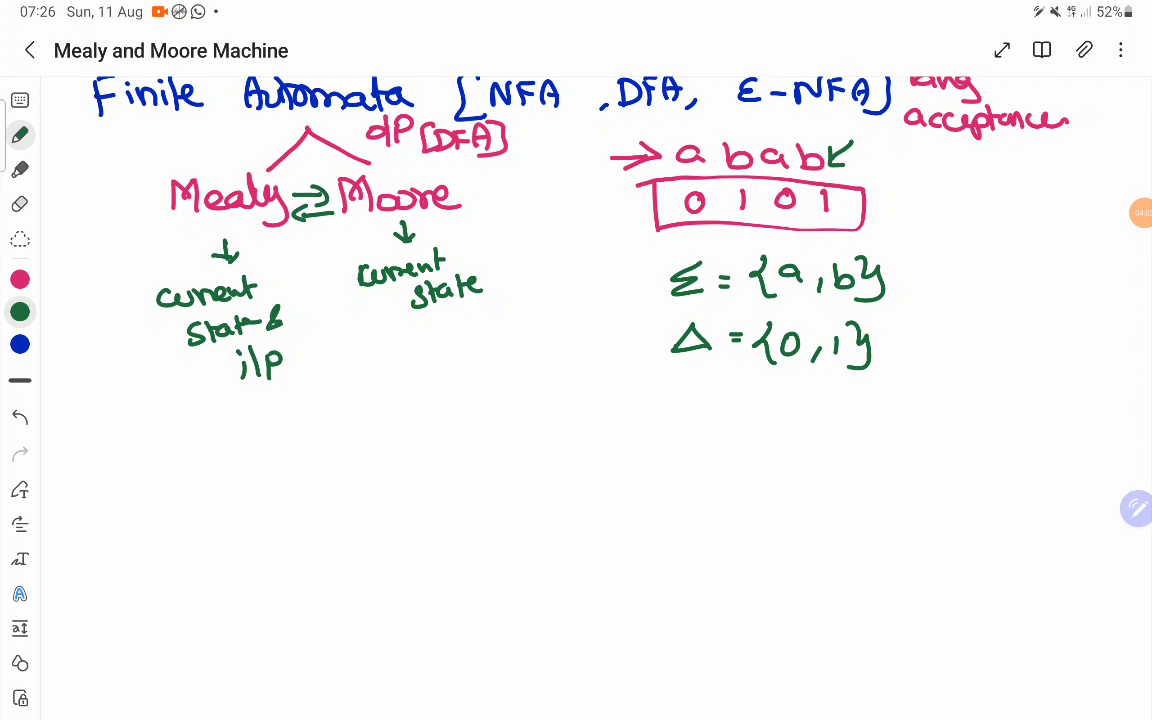 07:26 Sun, 11 Aug
52%
Mealy and Moore Machine
Finite Automata [NFA , DFA, ε-NFA] lang
acceptance
o/p [DFA]
→ a b a b
0 1 0 1
Mealy Moore
current
state &
i/p
current
state
Σ = {a, b}
Δ = {0, 1}